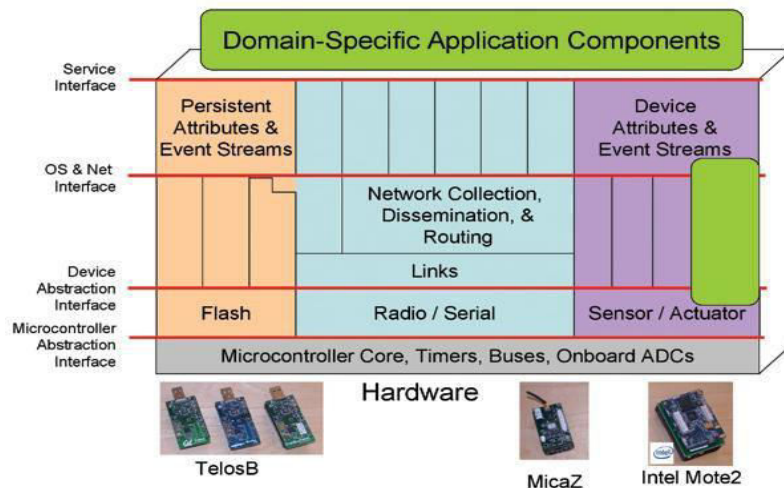 Domain-Specific Application Components
Service
Interface
Persistent
Attributes &
Event Streams
Device
Attributes &
Event Streams
OS & Net
Interface
Network Collection,
Dissemination, &
Routing
Links
Device
Abstraction
Interface
Flash
Radio / Serial
Sensor / Actuator
Microcontroller
Abstraction
Interface
Microcontroller Core, Timers, Buses, Onboard ADCs
Hardware
TelosB
MicaZ
intel
Intel Mote2